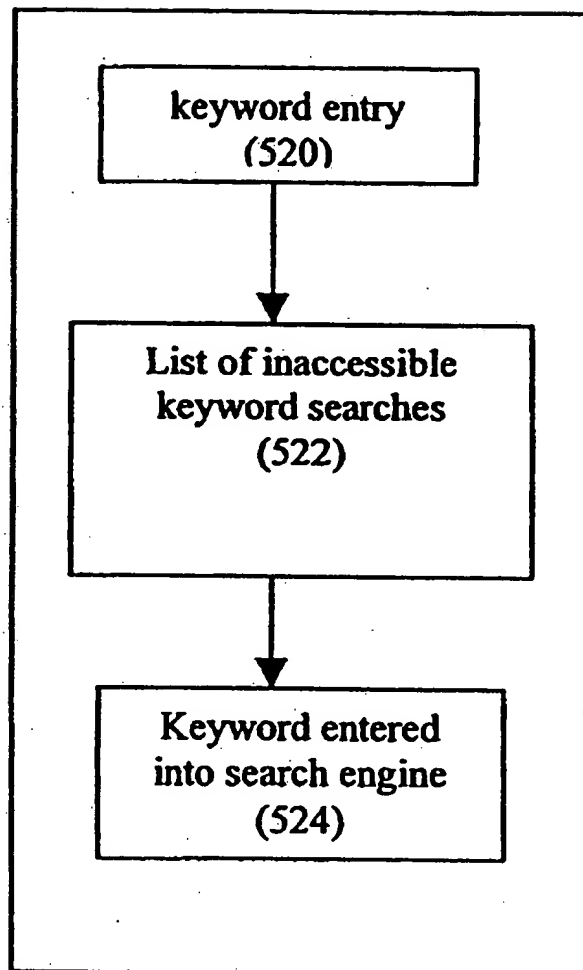 keyword entry
(520)
List of inaccessible
keyword searches
(522)
Keyword entered
into search engine
(524)